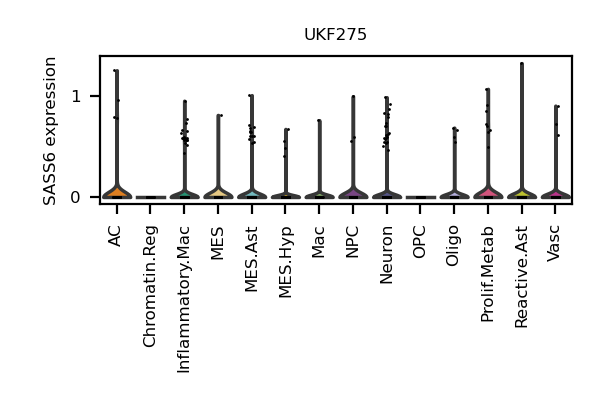 UKF275
SASS6 expression
1
0
AC
Chromatin.Reg
Inflammatory.Mac
MES
MES.Ast
MES.Hyp
Mac
NPC
Neuron
OPC
Oligo
Prolif.Metab
Reactive.Ast
Vasc